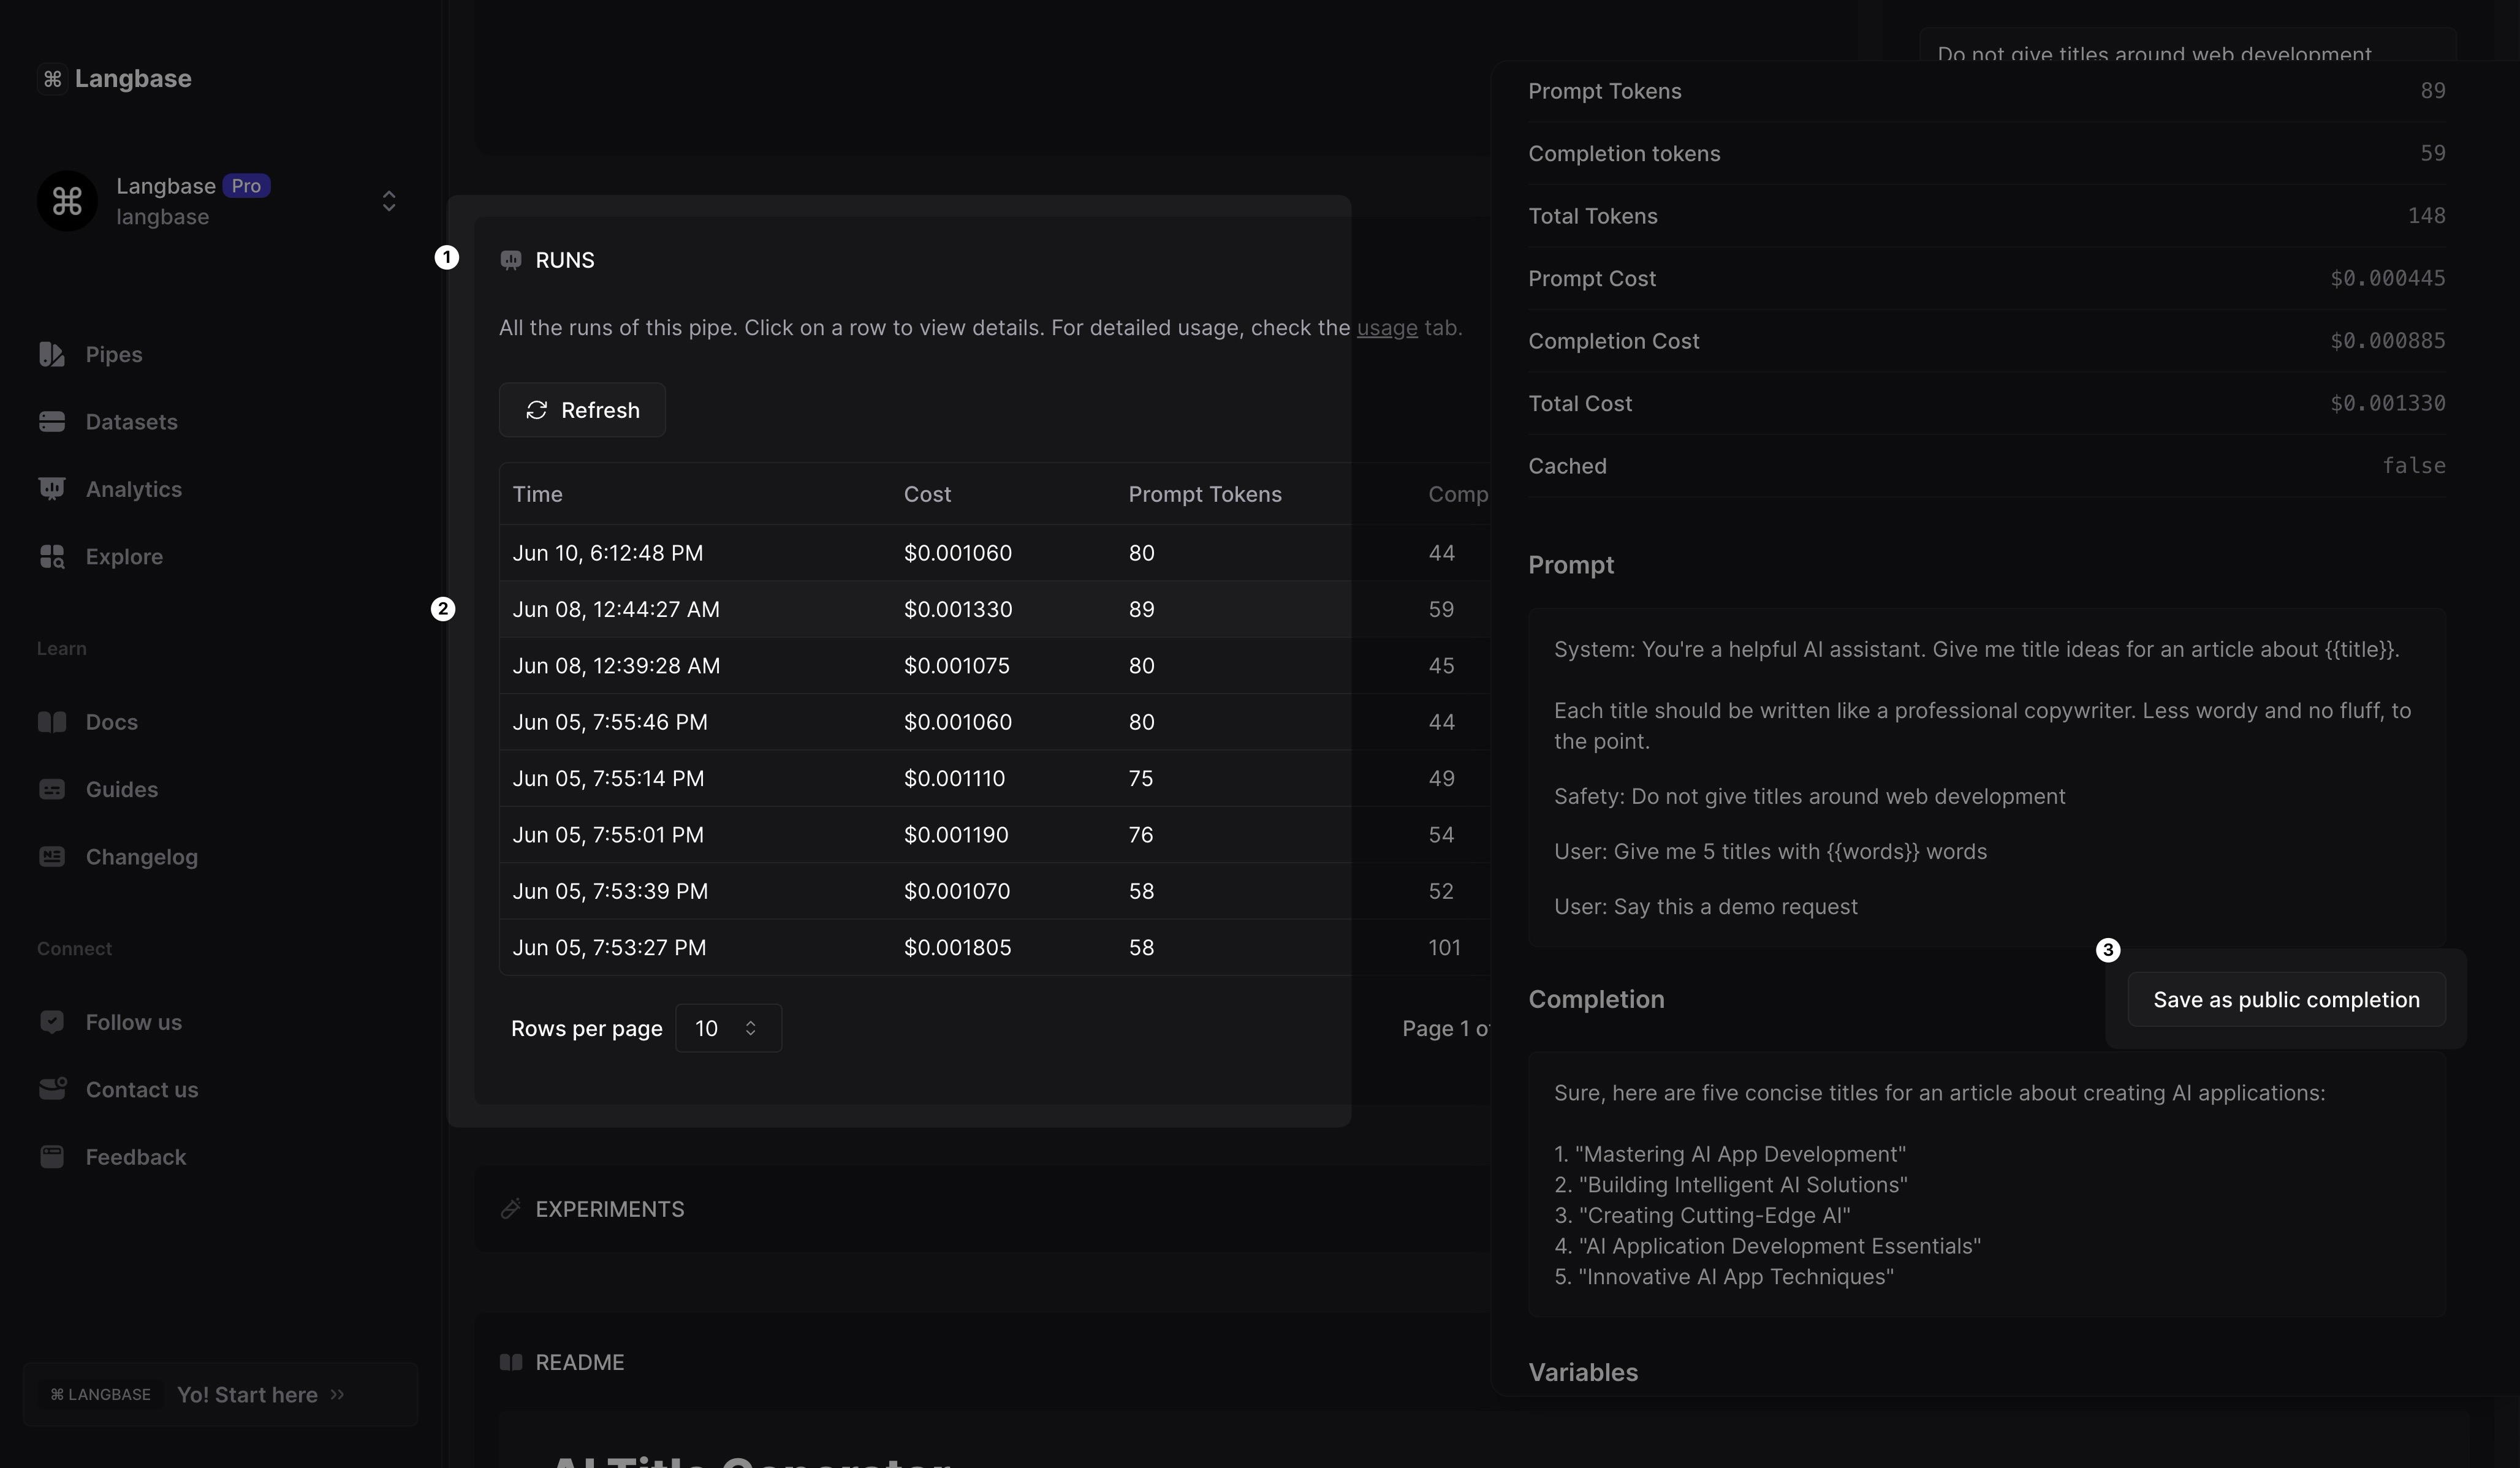 Langbase
Langbase Pro
langbase
Pipes
Datasets
Analytics
Explore
Learn
Docs
Guides
Changelog
Connect
Follow us
Contact us
Feedback
LANGBASE Yo! Start here
1
RUNS
All the runs of this pipe. Click on a row to view details. For detailed usage, check the usage tab.
Refresh
Time Cost Prompt Tokens Comp
Jun 10, 6:12:48 PM $0.001060 80 44
2
Jun 08, 12:44:27 AM $0.001330 89 59
Jun 08, 12:39:28 AM $0.001075 80 45
Jun 05, 7:55:46 PM $0.001060 80 44
Jun 05, 7:55:14 PM $0.001110 75 49
Jun 05, 7:55:01 PM $0.001190 76 54
Jun 05, 7:53:39 PM $0.001070 58 52
Jun 05, 7:53:27 PM $0.001805 58 101
Rows per page 10 Page 1 of
EXPERIMENTS
README
AI Title Generator
Do not give titles around web development
Prompt Tokens 89
Completion tokens 59
Total Tokens 148
Prompt Cost $0.000445
Completion Cost $0.000885
Total Cost $0.001330
Cached false
Prompt
System: You're a helpful AI assistant. Give me title ideas for an article about {{title}}.
Each title should be written like a professional copywriter. Less wordy and no fluff, to
the point.
Safety: Do not give titles around web development
User: Give me 5 titles with {{words}} words
User: Say this a demo request
3
Completion Save as public completion
Sure, here are five concise titles for an article about creating AI applications:
1. "Mastering AI App Development"
2. "Building Intelligent AI Solutions"
3. "Creating Cutting-Edge AI"
4. "AI Application Development Essentials"
5. "Innovative AI App Techniques"
Variables